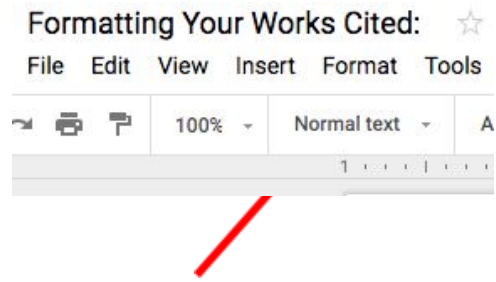 Formatting Your Works Cited:
File Edit View Insert Format Tools
100% Normal text A
1